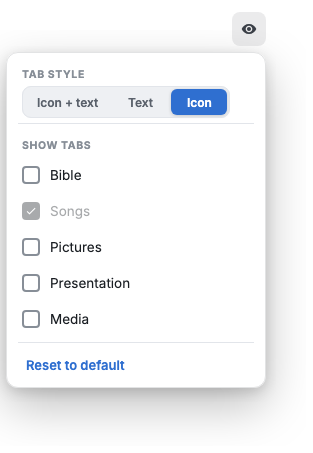 TAB STYLE
Icon + text Text Icon
SHOW TABS
Bible
Songs
Pictures
Presentation
Media
Reset to default